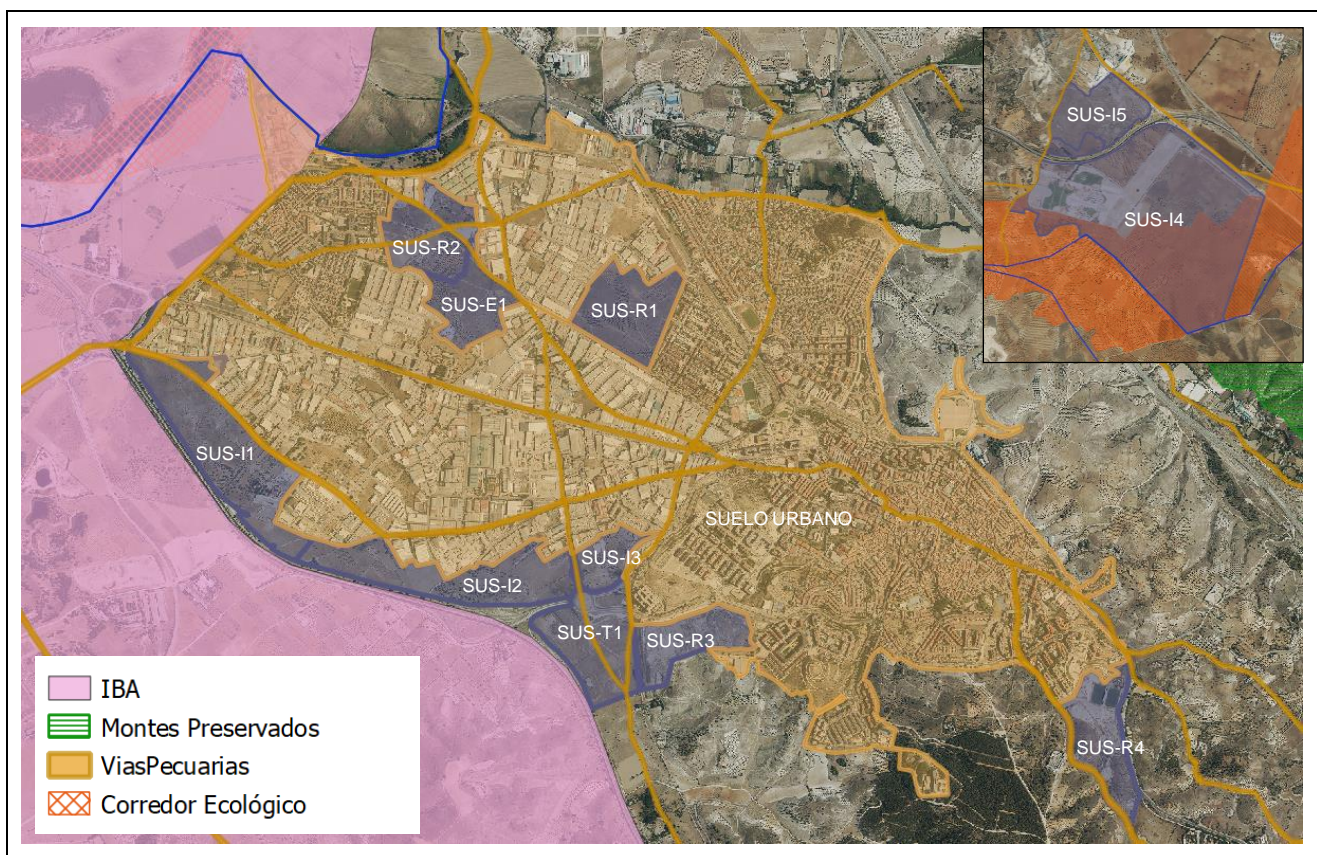 SUS-I5
SUS-I4
SUS-R2
SUS-E1
SUS-R1
SUS-I1
SUELO URBANO
SUS-I3
SUS-I2
SUS-T1
SUS-R3
SUS-R4
IBA
Montes Preservados
ViasPecuarias
Corredor Ecológico